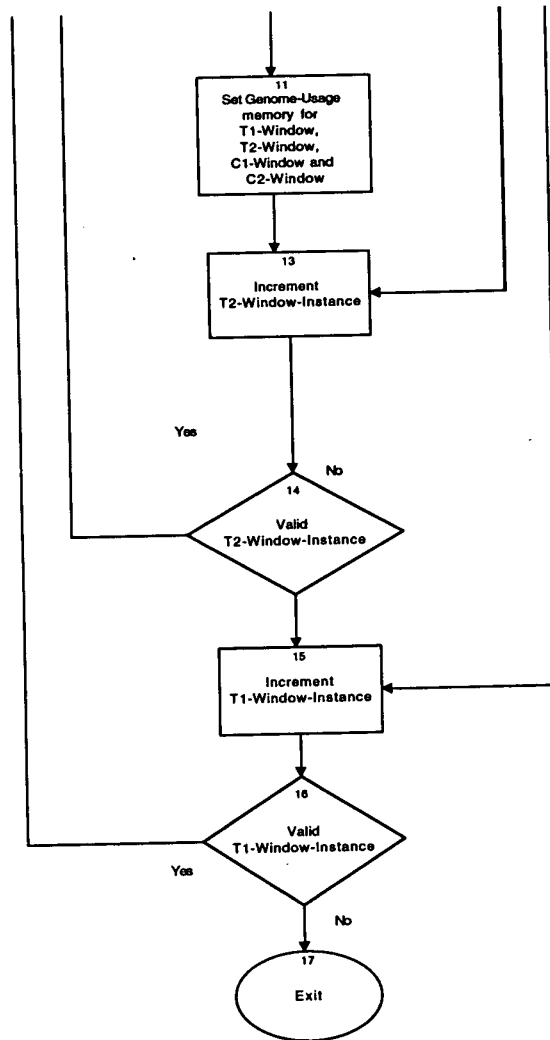 11
Set Genome-Usage
memory for
T1-Window,
T2-Window,
C1-Window and
C2-Window
13
Increment
T2-Window-Instance
Yes
No
14
Valid
T2-Window-Instance
15
Increment
T1-Window-Instance
16
Valid
T1-Window-Instance
Yes
No
17
Exit